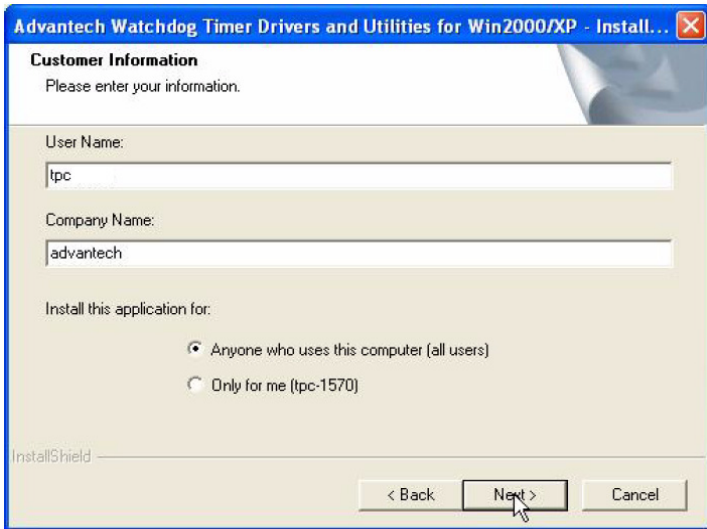 Advantech Watchdog Timer Drivers and Utilities for Win2000/XP - Install...
Customer Information
Please enter your information.
User Name:
tpc
Company Name:
advantech
Install this application for:
Anyone who uses this computer (all users)
Only for me (tpc-1570)
InstallShield
< Back
Next >
Cancel